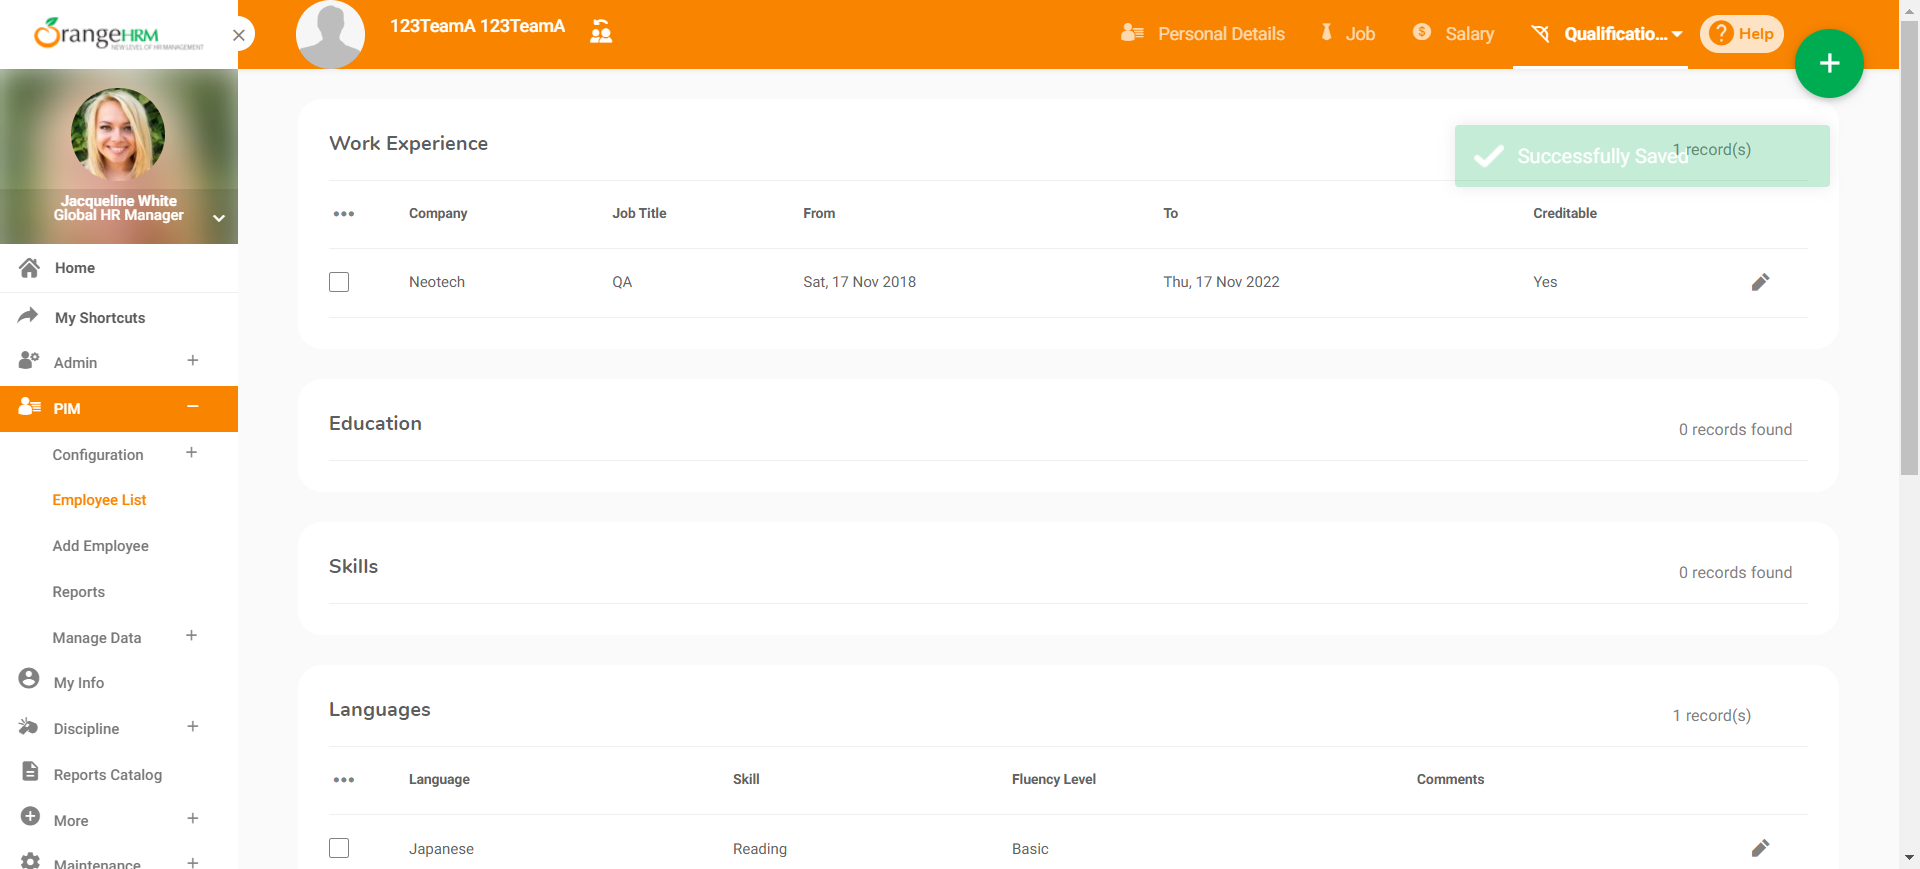 OrangeHRM
NEW LEVEL OF HR MANAGEMENT
123TeamA 123TeamA
Personal Details
Job
Salary
Qualificatio...
Help
Jacqueline White
Global HR Manager
Home
My Shortcuts
Admin
PIM
Configuration
Employee List
Add Employee
Reports
Manage Data
My Info
Discipline
Reports Catalog
More
Maintenance
Work Experience
1 record(s)
Successfully Saved
Company Job Title From To Creditable
Neotech QA Sat, 17 Nov 2018 Thu, 17 Nov 2022 Yes
Education
0 records found
Skills
0 records found
Languages
1 record(s)
Language Skill Fluency Level Comments
Japanese Reading Basic